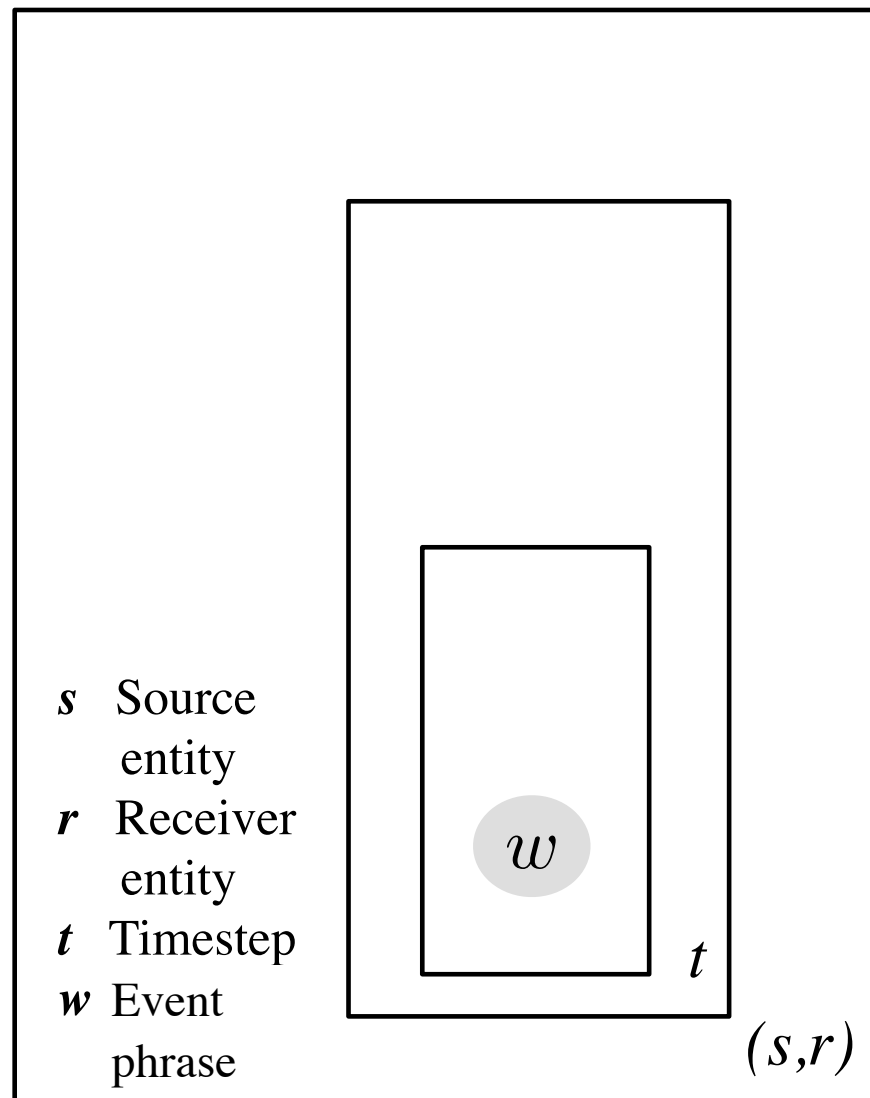 s Source
entity
r Receiver
entity
t Timestep
w Event
phrase
w
t
(s,r)